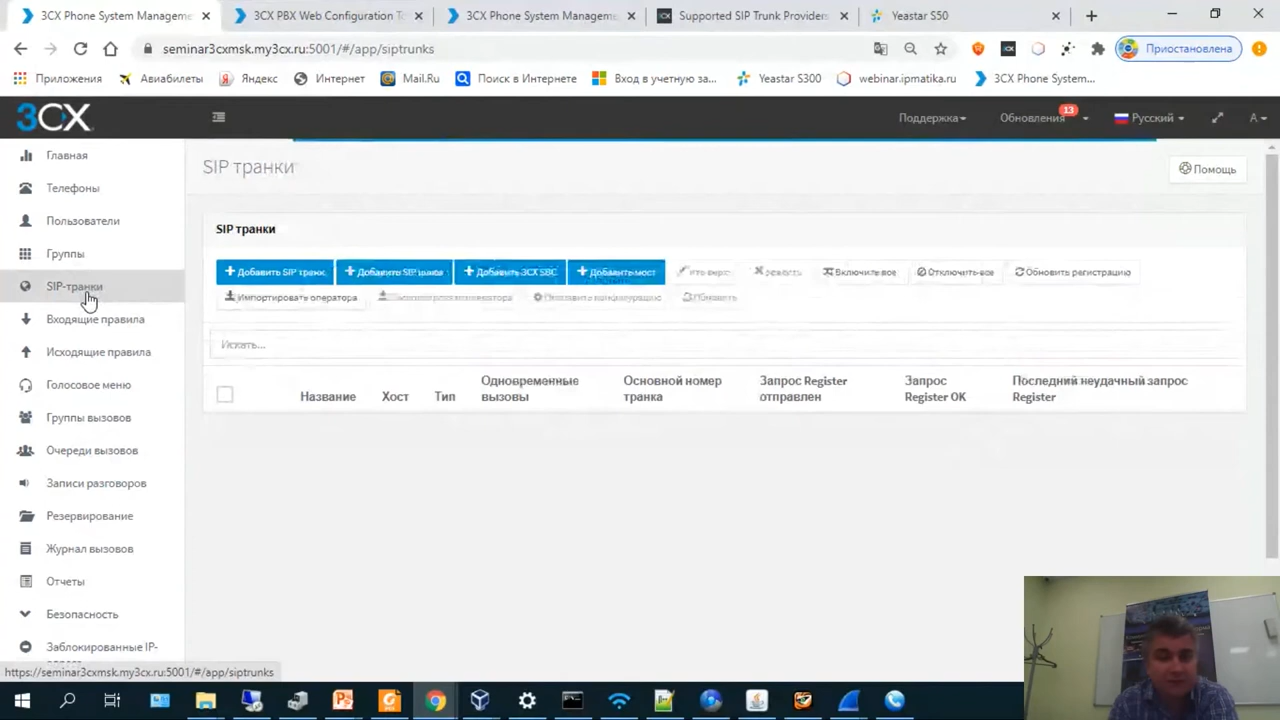 3CX Phone System Manageme
3CX PBX Web Configuration To
3CX Phone System Manageme
Supported SIP Trunk Providers
Yeastar S50
seminar3cxmsk.my3cx.ru:5001/#/app/siptrunks
Приостановлена
Приложения
Авиабилеты
Яндекс
Интернет
Mail.Ru
Поиск в Интернете
Вход в учетную за...
Yeastar S300
webinar.ipmatika.ru
3CX Phone System...
3CX
Поддержка
Обновления
13
Русский
A
Главная
Телефоны
Пользователи
Группы
SIP-транки
Входящие правила
Исходящие правила
Голосовое меню
Группы вызовов
Очереди вызовов
Записи разговоров
Резервирование
Журнал вызовов
Отчеты
Безопасность
Заблокированные IP-
SIP транки
Помощь
SIP транки
Добавить SIP транк
Добавить SIP
Добавить 3CX SBC
Добавить мост
Включить все
Отключить все
Обновить регистрацию
Импортировать оператора
Обновить
Искать...
Название
Хост
Тип
Одновременные вызовы
Основной номер транка
Запрос Register отправлен
Запрос Register OK
Последний неудачный запрос Register
https://seminar3cxmsk.my3cx.ru:5001/#/app/siptrunks